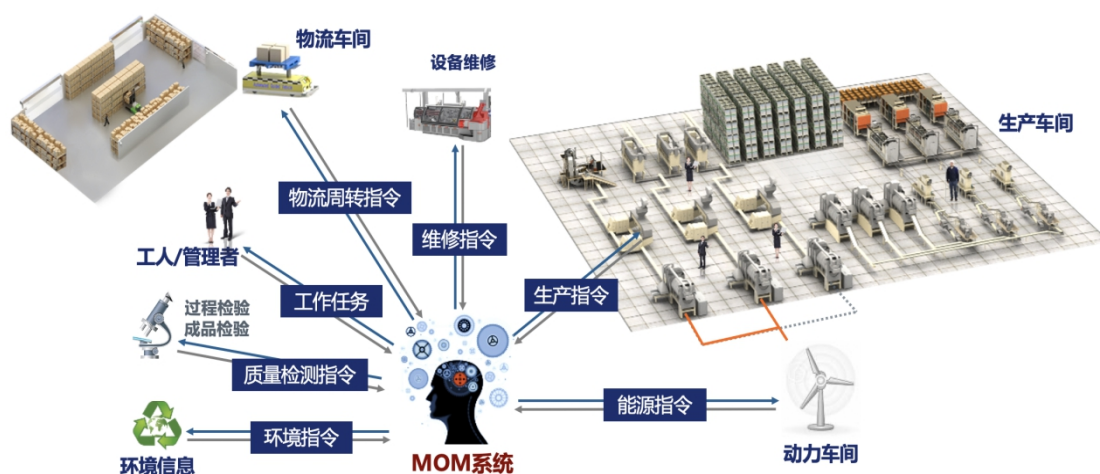 物流车间
设备维修
生产车间
物流周转指令
维修指令
工人/管理者
生产指令
工作任务
过程检验
成品检验
质量检测指令
能源指令
环境指令
环境信息
MOM系统
动力车间